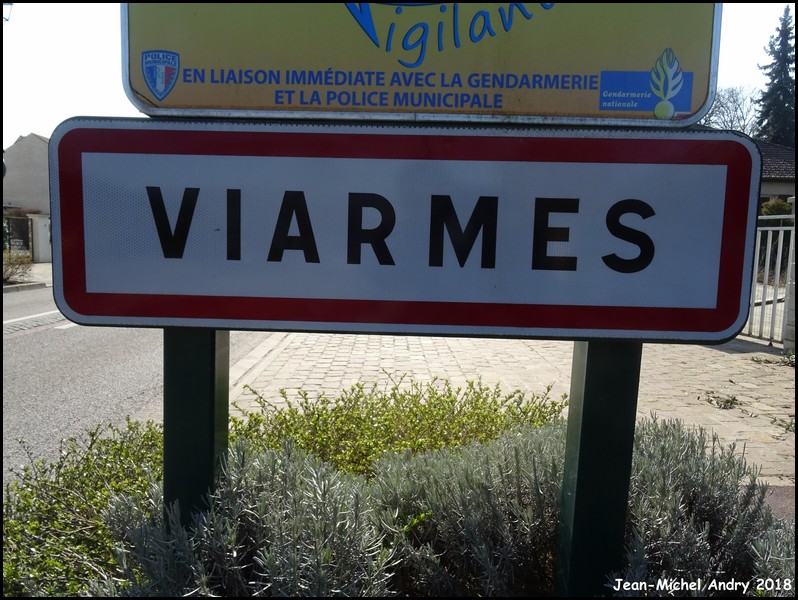 Vigilan
POLICE
MUNICIPALE
EN LIAISON IMMÉDIATE AVEC LA GENDARMERIE
ET LA POLICE MUNICIPALE
Gendarmerie
nationale
VIARMES
Jean-Michel Andry 2018